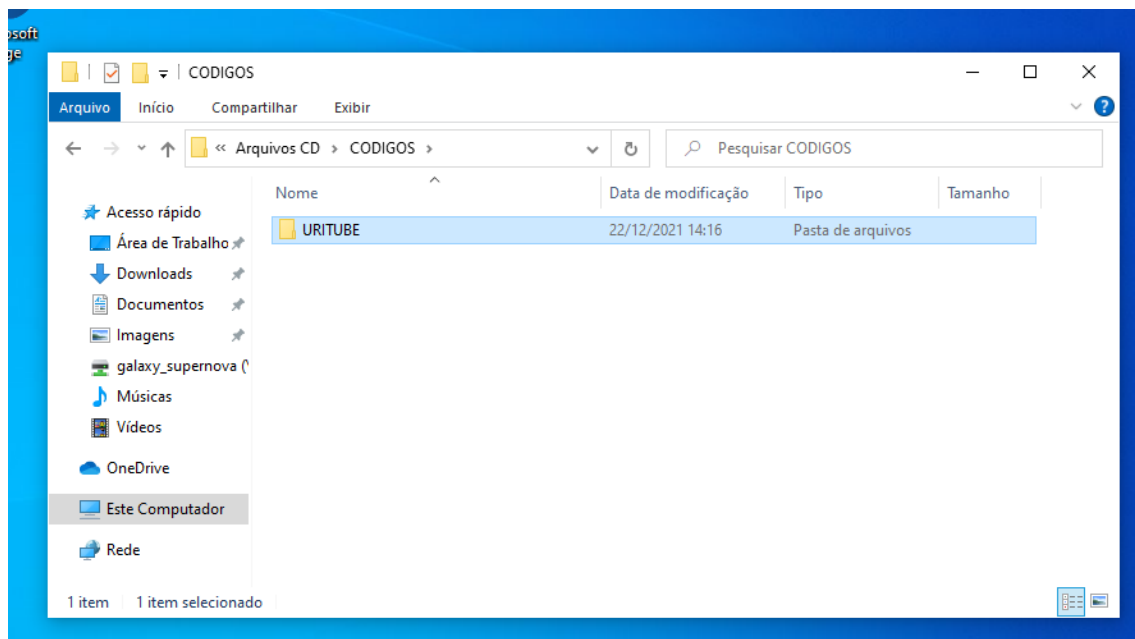 CODIGOS
Arquivo Início Compartilhar Exibir
« Arquivos CD › CODIGOS › Pesquisar CODIGOS
Nome Data de modificação Tipo Tamanho
URITUBE 22/12/2021 14:16 Pasta de arquivos
Acesso rápido
Área de Trabalho
Downloads
Documentos
Imagens
galaxy_supernova (
Músicas
Vídeos
OneDrive
Este Computador
Rede
1 item 1 item selecionado